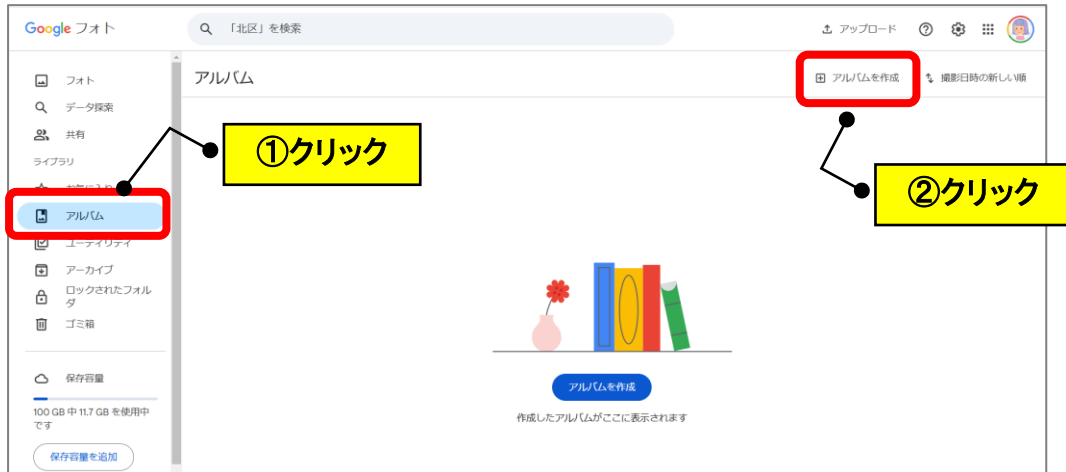 Google フォト
「北区」を検索
アップロード
フォト
データ探索
共有
ライブラリ
お気に入り
アルバム
ユーティリティ
アーカイブ
ロックされたフォル
ダ
ゴミ箱
保存容量
100 GB 中 11.7 GB を使用中
です
保存容量を追加
アルバム
アルバムを作成
撮影日時の新しい順
①クリック
②クリック
アルバムを作成
作成したアルバムがここに表示されます